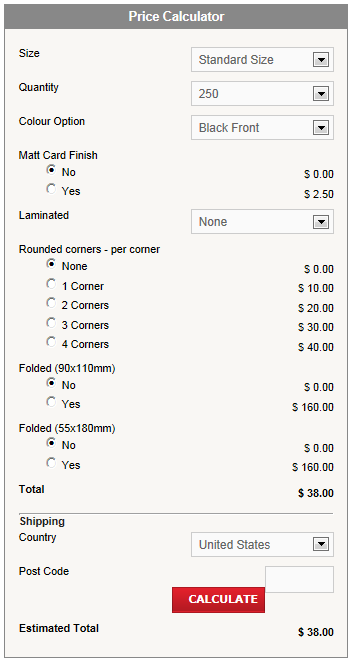 Price Calculator
Size Standard Size
Quantity 250
Colour Option Black Front
Matt Card Finish
No $ 0.00
Yes $ 2.50
Laminated None
Rounded corners - per corner
None $ 0.00
1 Corner $ 10.00
2 Corners $ 20.00
3 Corners $ 30.00
4 Corners $ 40.00
Folded (90x110mm)
No $ 0.00
Yes $ 160.00
Folded (55x180mm)
No $ 0.00
Yes $ 160.00
Total $ 38.00
Shipping
Country United States
Post Code
CALCULATE
Estimated Total $ 38.00